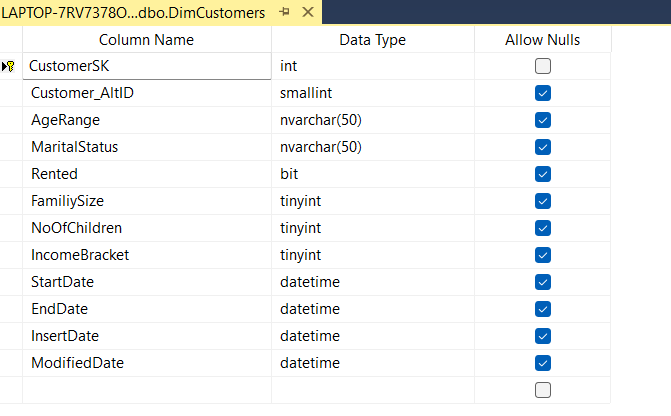 LAPTOP-7RV7378O...dbo.DimCustomers
Column Name Data Type Allow Nulls
CustomerSK int
Customer_AltID smallint
AgeRange nvarchar(50)
MaritalStatus nvarchar(50)
Rented bit
FamiliySize tinyint
NoOfChildren tinyint
IncomeBracket tinyint
StartDate datetime
EndDate datetime
InsertDate datetime
ModifiedDate datetime